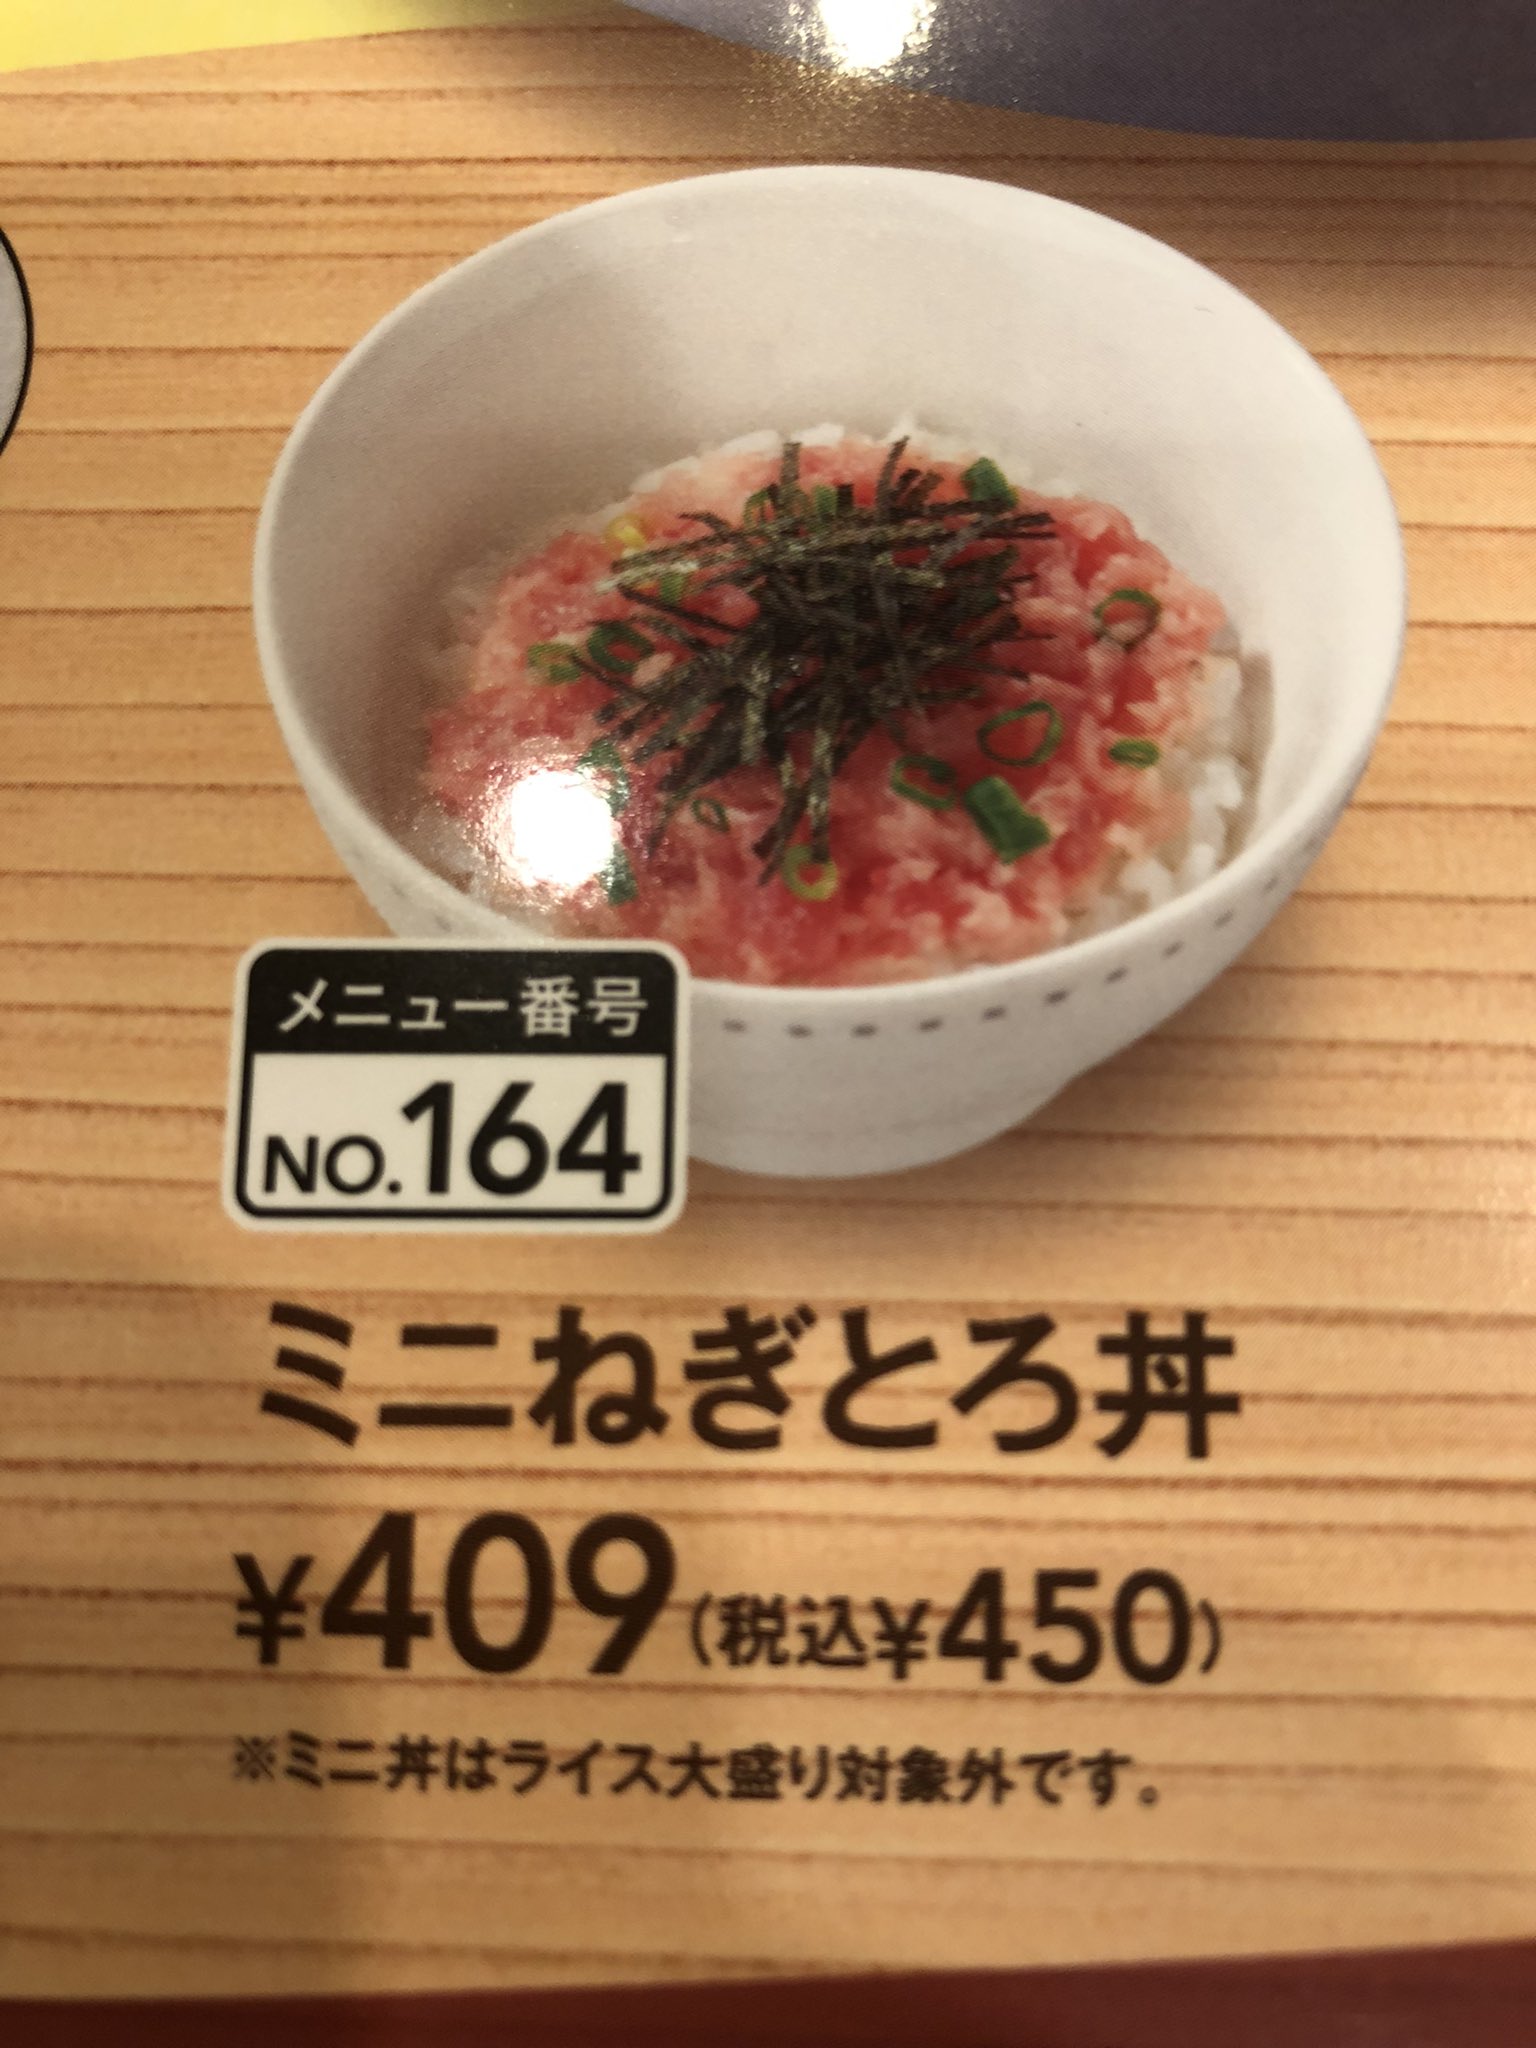 メニュー番号
NO.164
ミニねぎとろ丼
¥409(税込¥450)
※ミニ丼はライス大盛り対象外です。